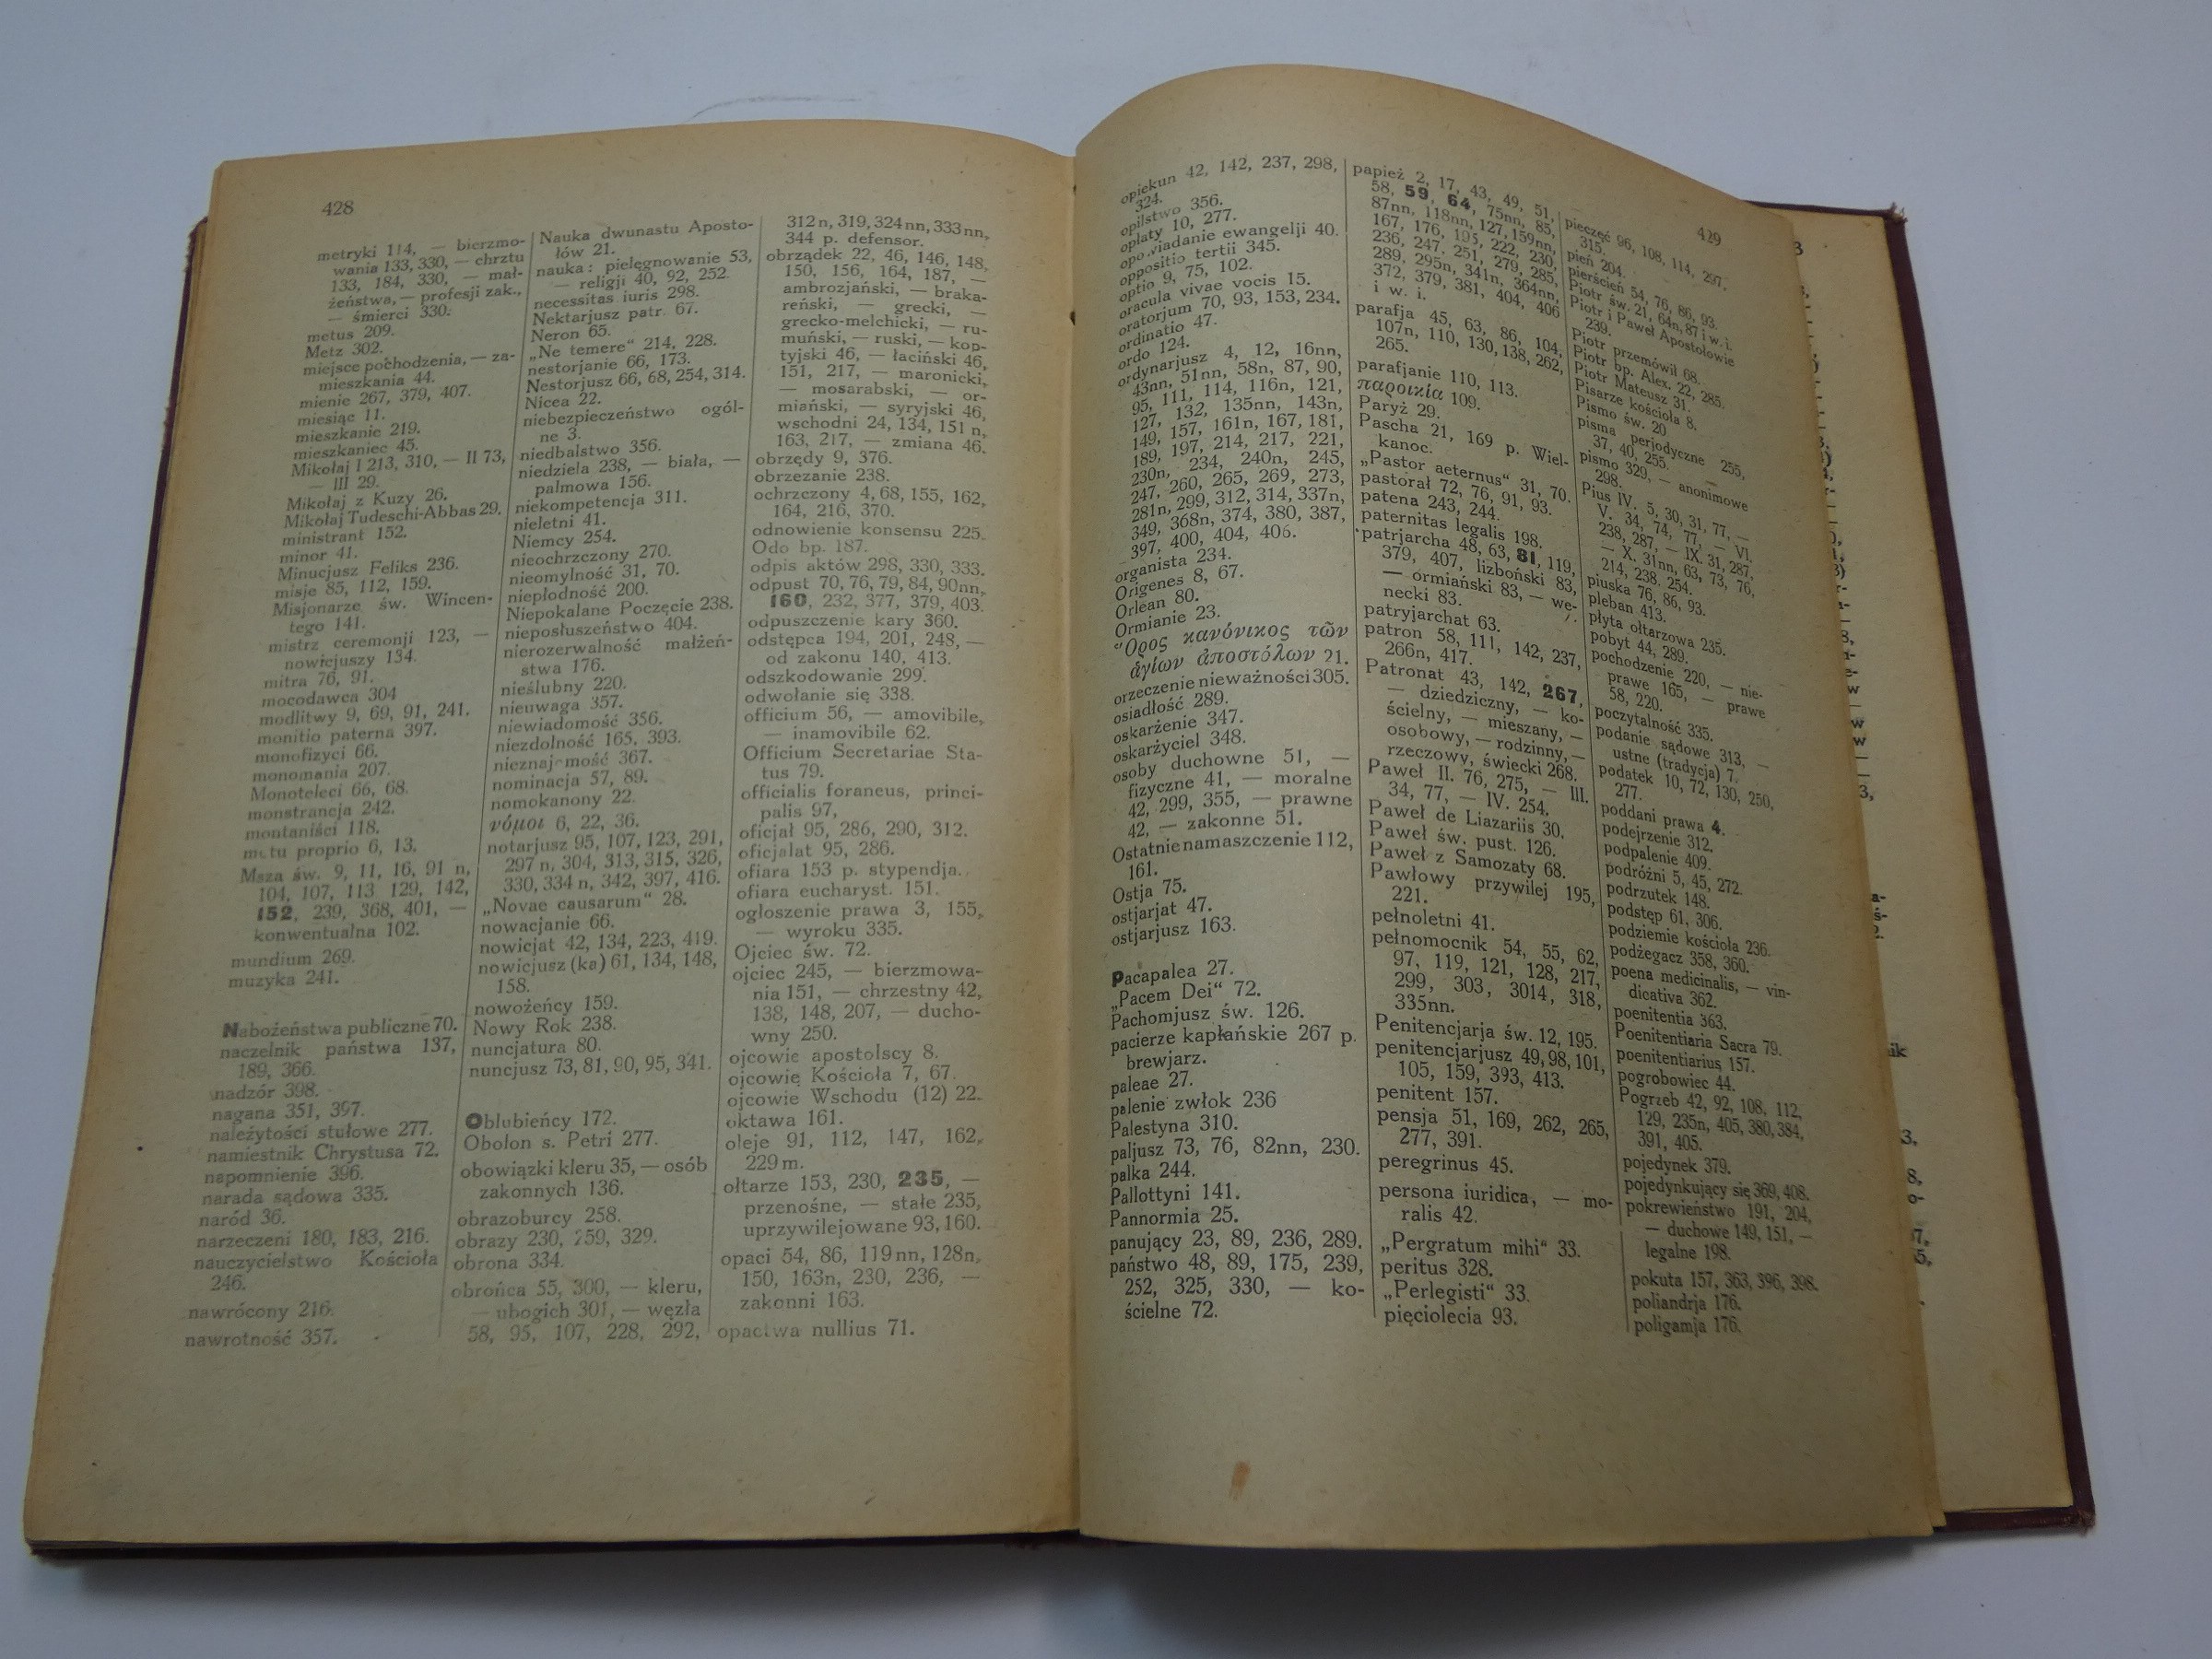 428
metryki 114, — bierzmo-
wania 133, 330, — chrztu
133, 184, 330, — mał-
żeństwa, — profesji zak.,
— śmierci 330.
metus 209.
Metz 302.
miejsce pochodzenia, — za-
mieszkania 44.
mienie 267, 379, 407.
miesiąc 11.
mieszkanie 219.
mieszkaniec 45.
Mikołaj I 213, 310, — II 73,
— III 29.
Mikołaj z Kuzy 26.
Mikołaj Tudeschi-Abbas 29.
ministrant 152.
minor 41.
Minucjusz Feliks 236.
misje 85, 112, 159.
Misjonarze św. Wincen-
tego 141.
mistrz ceremonji 123, —
nowicjuszy 134.
mitra 76, 91.
mocodawca 304
modlitwy 9, 69, 91, 241.
monitio paterna 397.
monofizyci 66.
monomania 207.
Monoteleci 66, 68.
monstrancja 242.
montaniści 118.
motu proprio 6, 13.
Msza św. 9, 11, 16, 91 n,
104, 107, 113 129, 142,
152, 239, 368, 401, —
konwentualna 102.
mundium 269.
muzyka 241.
Nabożeństwa publiczne 70.
naczelnik państwa 137,
189, 366.
nadzór 398.
nagana 351, 397.
należytości stułowe 277.
namiestnik Chrystusa 72.
napomnienie 396.
narada sądowa 335.
naród 36.
narzeczeni 180, 183, 216.
nauczycielstwo Kościoła
246.
nawrócony 216.
nawrotność 357.
Nauka dwunastu Aposto-
łów 21.
nauka: pielęgnowanie 53,
— religji 40, 92, 252.
necessitas iuris 298.
Nektarjusz patr. 67.
Neron 65.
„Ne temere“ 214, 228.
nestorjanie 66, 173.
Nestorjusz 66, 68, 254, 314.
Nicea 22.
niebezpieczeństwo ogól-
ne 3.
niedbalstwo 356.
niedziela 238, — biała, —
palmowa 156.
niekompetencja 311.
nieletni 41.
Niemcy 254.
nieochrzczony 270.
nieomylność 31, 70.
niepłodność 200.
Niepokalane Poczęcie 238.
nieposłuszeństwo 404.
nierozerwalność małżeń-
stwa 176.
nieślubny 220.
nieuwaga 357.
niewiadomość 356.
niezdolność 165, 393.
nieznajomość 367.
nominacja 57, 89.
nomokanony 22.
νόμοι 6, 22, 36.
notarjusz 95, 107, 123, 291,
297 n, 304, 313, 315, 326,
330, 334 n, 342, 397, 416.
„Novae causarum“ 28.
nowacjanie 66.
nowicjat 42, 134, 223, 419.
nowicjusz (ka) 61, 134, 148,
158.
nowożeńcy 159.
Nowy Rok 238.
nuncjatura 80.
nuncjusz 73, 81, 90, 95, 341.
Oblubieńcy 172.
Obolon s. Petri 277.
obowiązki kleru 35, — osób
zakonnych 136.
obrazoburcy 258.
obrazy 230, 259, 329.
obrona 334.
obrońca 55, 300, — kleru,
— ubogich 301, — węzła
58, 95, 107, 228, 292,
312 n, 319, 324 nn, 333 nn,
344 p. defensor.
obrządek 22, 46, 146, 148,
150, 156, 164, 187, —
ambrozjański, — braka-
reński, — grecki, —
grecko-melchicki, — ru-
muński, — ruski, — kop-
tyjski 46, — łaciński 46,
151, 217, — maronicki,
— mosarabski, — or-
miański, — syryjski 46,
wschodni 24, 134, 151 n,
163, 217, — zmiana 46.
obrzędy 9, 376.
obrzezanie 238.
ochrzczony 4, 68, 155, 162,
164, 216, 370.
odnowienie konsensu 225.
Odo bp. 187.
odpis aktów 298, 330, 333.
odpust 70, 76, 79, 84, 90nn,
160, 232, 377, 379, 403.
odpuszczenie kary 360.
odstępca 194, 201, 248, —
od zakonu 140, 413.
odszkodowanie 299.
odwołanie się 338.
officium 56, — amovibile,
— inamovibile 62.
Officium Secretariae Sta-
tus 79.
officialis foraneus, princi-
palis 97,
oficjał 95, 286, 290, 312.
oficjalat 95, 286.
ofiara 153 p. stypendja.
ofiara eucharyst. 151.
ogłoszenie prawa 3, 155,
— wyroku 335.
Ojciec św. 72.
ojciec 245, — bierzmowa-
nia 151, — chrzestny 42,
138, 148, 207, — ducho-
wny 250.
ojcowie apostolscy 8.
ojcowie Kościoła 7, 67.
ojcowie Wschodu (12) 22.
oktawa 161.
oleje 91, 112, 147, 162,
229 m.
ołtarze 153, 230, 235, —
przenośne, — stałe 235,
uprzywilejowane 93, 160.
opaci 54, 86, 119 nn, 128n,
150, 163n, 230, 236, —
zakonni 163.
opactwa nullius 71.
429
opiekun 42, 142, 237, 298,
324.
opilstwo 356.
opłaty 10, 277.
opowiadanie ewangelji 40.
oppositio tertii 345.
optio 9, 75, 102.
oracula vivae vocis 15.
oratorjum 70, 93, 153, 234.
ordinatio 47.
ordo 124.
ordynarjusz 4, 12, 16nn,
43nn, 51nn, 58n, 87, 90,
95, 111, 114, 116n, 121,
127, 132, 135nn, 143n,
149, 157, 161n, 167, 181,
189, 197, 214, 217, 221,
230n, 234, 240n, 245,
247, 260, 265, 269, 273,
281n, 299, 312, 314, 337n,
349, 368n, 374, 380, 387,
397, 400, 404, 406.
organista 234.
Origenes 8, 67.
Orlean 80.
Ormianie 23.
Ὅρος κανόνικος τῶν
ἁγίων ἀποστόλων 21.
orzeczenie nieważności 305.
osiadłość 289.
oskarżenie 347.
oskarżyciel 348.
osoby duchowne 51, —
fizyczne 41, — moralne
42, 299, 355, — prawne
42, — zakonne 51.
Ostatnie namaszczenie 112,
161.
Ostja 75.
ostjarjat 47.
ostjarjusz 163.
Pacapalea 27.
„Pacem Dei“ 72.
Pachomjusz św. 126.
pacierze kapłańskie 267 p.
brewjarz.
paleae 27.
palenie zwłok 236
Palestyna 310.
paljusz 73, 76, 82nn, 230.
palka 244.
Pallottyni 141.
Pannormia 25.
panujący 23, 89, 236, 289.
państwo 48, 89, 175, 239,
252, 325, 330, — ko-
ścielne 72.
papież 2, 17, 43, 49, 51,
58, 59, 64, 75nn, 85,
87nn, 118nn, 127, 159nn,
167, 176, 195, 222, 230,
236, 247, 251, 279, 285,
289, 295n, 341n, 364nn,
372, 379, 381, 404, 406
i w. i.
parafja 45, 63, 86, 104,
107n, 110, 130, 138, 262,
265.
parafjanie 110, 113.
παροικία 109.
Paryż 29.
Pascha 21, 169 p. Wiel-
kanoc.
„Pastor aeternus“ 31, 70.
pastorał 72, 76, 91, 93.
patena 243, 244.
paternitas legalis 198.
patrjarcha 48, 63, 81, 119,
379, 407, lizboński 83,
— ormiański 83, — we-
necki 83.
patryjarchat 63.
patron 58, 111, 142, 237,
266n, 417.
Patronat 43, 142, 267,
— dziedziczny, — ko-
ścielny, — mieszany, —
osobowy, — rodzinny, —
rzeczowy, świecki 268.
Paweł II. 76, 275, — III.
34, 77, — IV. 254.
Paweł de Liazariis 30.
Paweł św. pust. 126.
Paweł z Samozaty 68.
Pawłowy przywilej 195,
221.
pełnoletni 41.
pełnomocnik 54, 55, 62,
97, 119, 121, 128, 217,
299, 303, 3014, 318,
335nn.
Penitencjarja św. 12, 195.
penitencjarjusz 49, 98, 101,
105, 159, 393, 413.
penitent 157.
pensja 51, 169, 262, 265,
277, 391.
peregrinus 45.
persona iuridica, — mo-
ralis 42.
„Pergratum mihi“ 33.
peritus 328.
„Perlegisti“ 33.
pięciolecia 93.
pieczęć 96, 108, 114, 297,
315.
pień 204.
pierścień 54, 76, 86, 93.
Piotr św. 21, 64n, 87 i w. i.
Piotr i Paweł Apostołowie
239.
Piotr przemówił 68.
Piotr bp. Alex. 22, 285.
Piotr Mateusz 31.
Pisarze kościoła 8.
Pismo św. 20
pisma perjodyczne 255,
37, 40, 255.
pismo 329, — anonimowe
298.
Pius IV. 5, 30, 31, 77, —
V. 34, 74, 77, — VI.
238, 287, — IX. 31, 287,
— X, 31nn, 63, 73, 76,
214, 238. 254.
piuska 76, 86, 93.
pleban 413.
płyta ołtarzowa 235.
pobyt 44, 289.
pochodzenie 220, — nie-
prawe 165, — prawe
58, 220.
poczytalność 335.
podanie sądowe 313, —
ustne (tradycja) 7.
podatek 10, 72, 130, 250,
277.
poddani prawa 4.
podejrzenie 312.
podpalenie 409.
podróżni 5, 45, 272.
podrzutek 148.
podstęp 61, 306.
podziemie kościoła 236.
podżegacz 358, 360.
poena medicinalis, — vin-
dicativa 362.
poenitentia 363.
Poenitentiaria Sacra 79.
poenitentiarius 157.
pogrobowiec 44.
Pogrzeb 42, 92, 108, 112,
129, 235n, 405, 380, 384,
391, 405.
pojedynek 379.
pojedynkujący się 369, 408.
pokrewieństwo 191, 204,
— duchowe 149, 151, —
legalne 198.
pokuta 157, 363, 396, 398.
poliandrja 176.
poligamja 176.